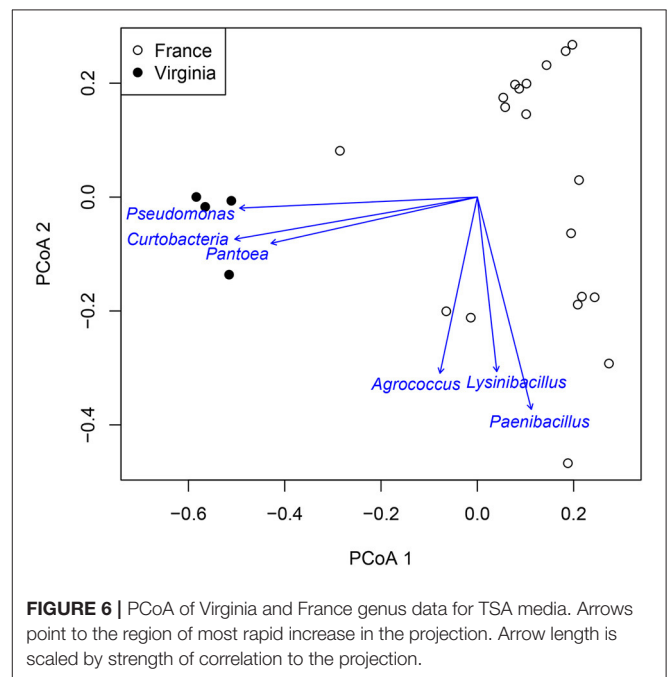 France
Virginia
0.2
0.0
−0.2
−0.4
PCoA 2
Pseudomonas
Curtobacteria
Pantoea
Agrococcus
Lysinibacillus
Paenibacillus
−0.6 −0.4 −0.2 0.0 0.2
PCoA 1
FIGURE 6 | PCoA of Virginia and France genus data for TSA media. Arrows
point to the region of most rapid increase in the projection. Arrow length is
scaled by strength of correlation to the projection.